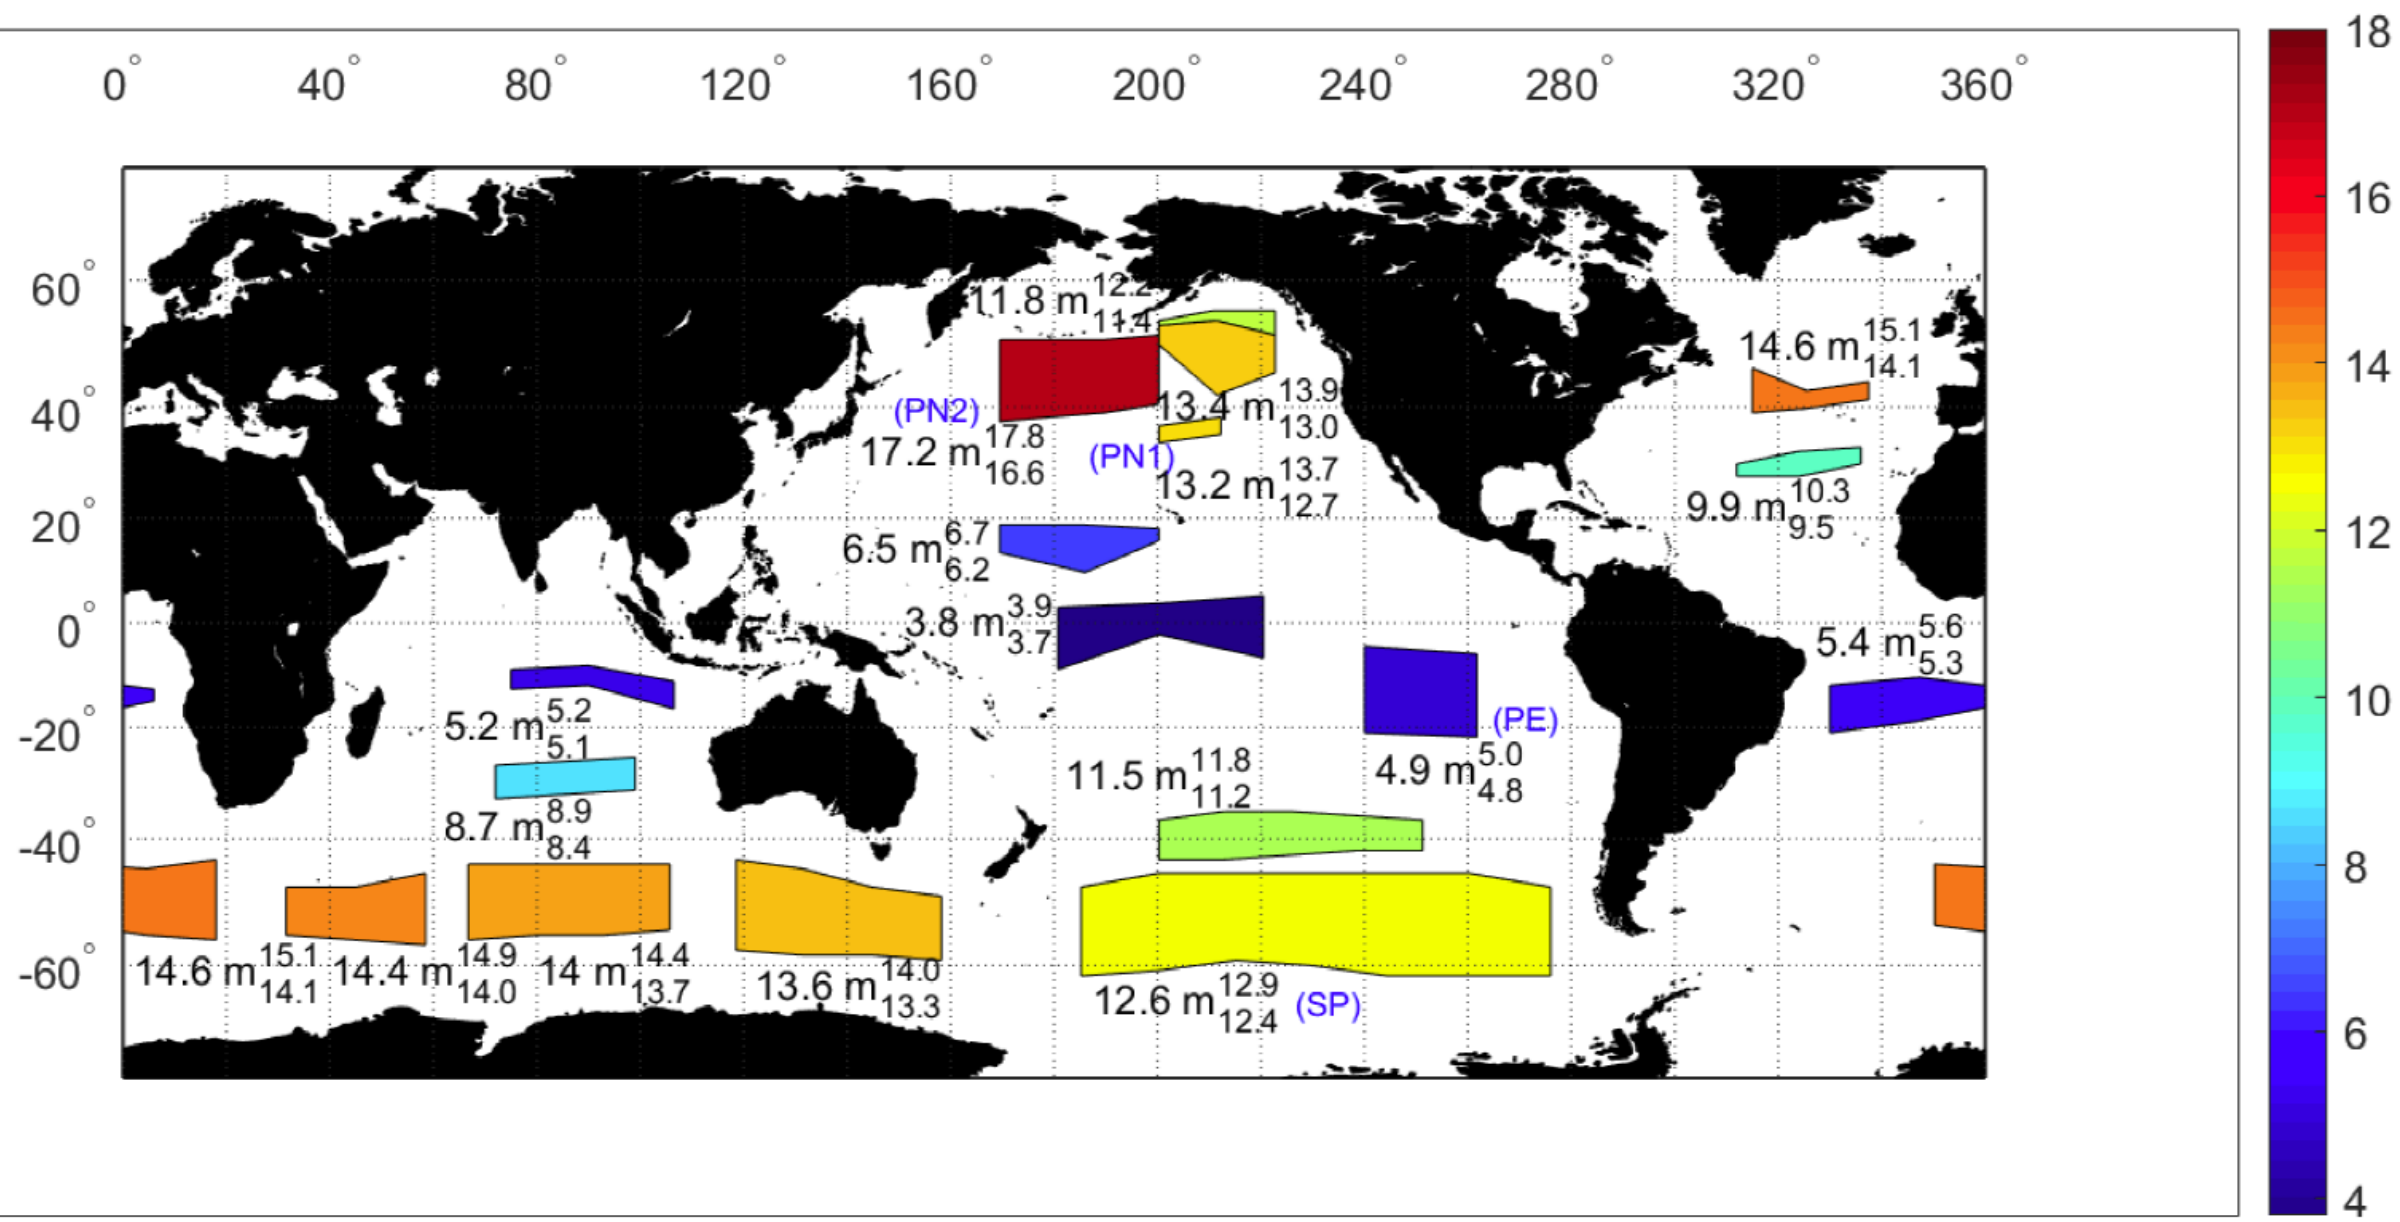 0° 40° 80° 120° 160° 200° 240° 280° 320° 360°
18
16
14
12
10
8
6
4
60°
40°
20°
0°
-20°
-40°
-60°
11.8 m 12.2 11.4
14.6 m 15.1 14.1
(PN2)
13.4 m 13.9 13.0
17.2 m 17.8 16.6
(PN1)
13.2 m 13.7 12.7
9.9 m 10.3 9.5
6.5 m 6.7 6.2
3.8 m 3.9 3.7
5.4 m 5.6 5.3
5.2 m 5.2 5.1
(PE)
11.5 m 11.8 11.2
4.9 m 5.0 4.8
8.7 m 8.9 8.4
14.6 m 15.1 14.1
14.4 m 14.9 14.0
14 m 14.4 13.7
13.6 m 14.0 13.3
12.6 m 12.9 12.4
(SP)